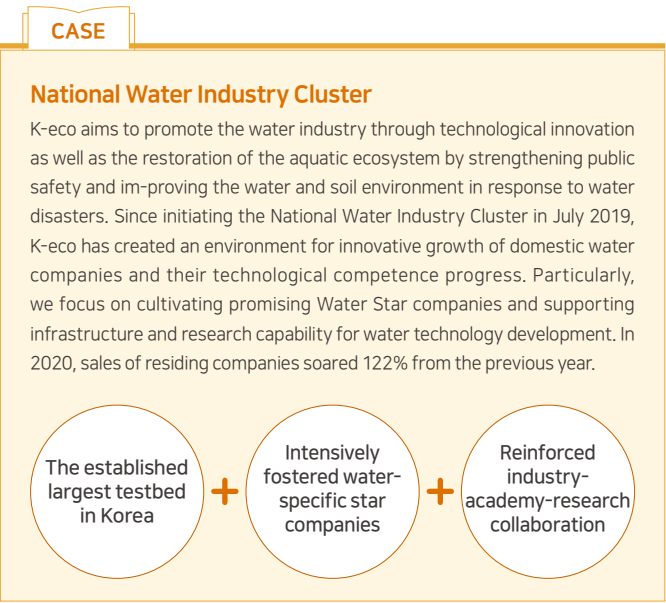 CASE
National Water Industry Cluster
K-eco aims to promote the water industry through technological innovation
as well as the restoration of the aquatic ecosystem by strengthening public
safety and im-proving the water and soil environment in response to water
disasters. Since initiating the National Water Industry Cluster in July 2019,
K-eco has created an environment for innovative growth of domestic water
companies and their technological competence progress. Particularly,
we focus on cultivating promising Water Star companies and supporting
infrastructure and research capability for water technology development. In
2020, sales of residing companies soared 122% from the previous year.
The established
largest testbed
in Korea
+
Intensively
fostered water-
specific star
companies
+
Reinforced
industry-
academy-research
collaboration